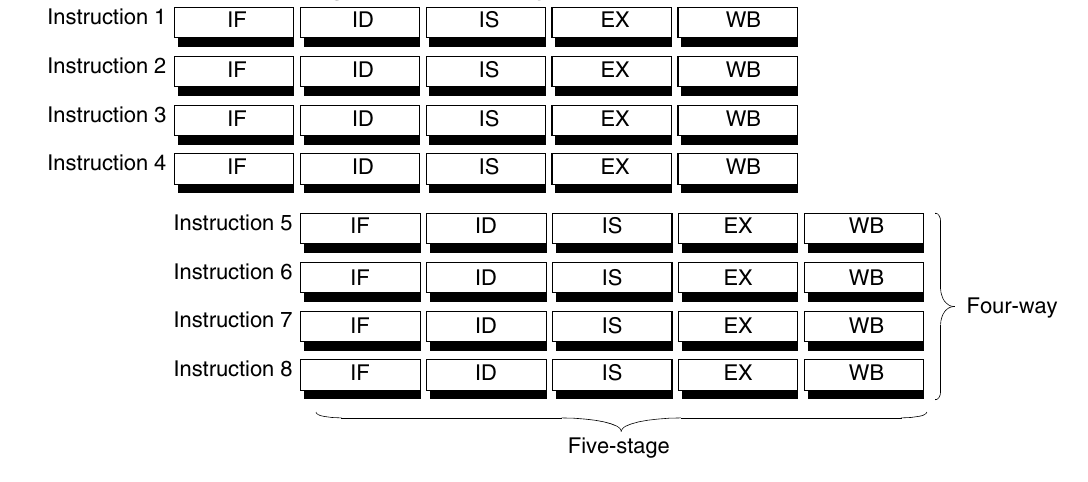 Instruction 1 IF ID IS EX WB
Instruction 2 IF ID IS EX WB
Instruction 3 IF ID IS EX WB
Instruction 4 IF ID IS EX WB
Instruction 5 IF ID IS EX WB
Instruction 6 IF ID IS EX WB
Instruction 7 IF ID IS EX WB
Instruction 8 IF ID IS EX WB
Four-way
Five-stage